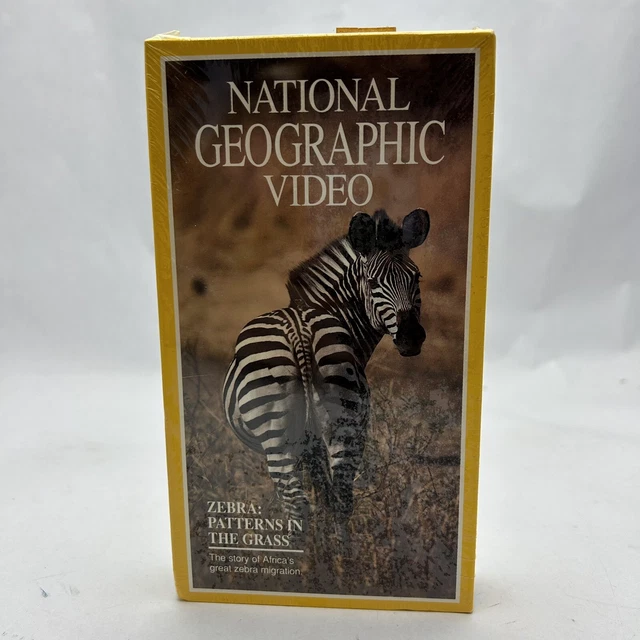 NATIONAL
GEOGRAPHIC
VIDEO
ZEBRA:
PATTERNS IN
THE GRASS
The story of Africa's
great zebra migration.